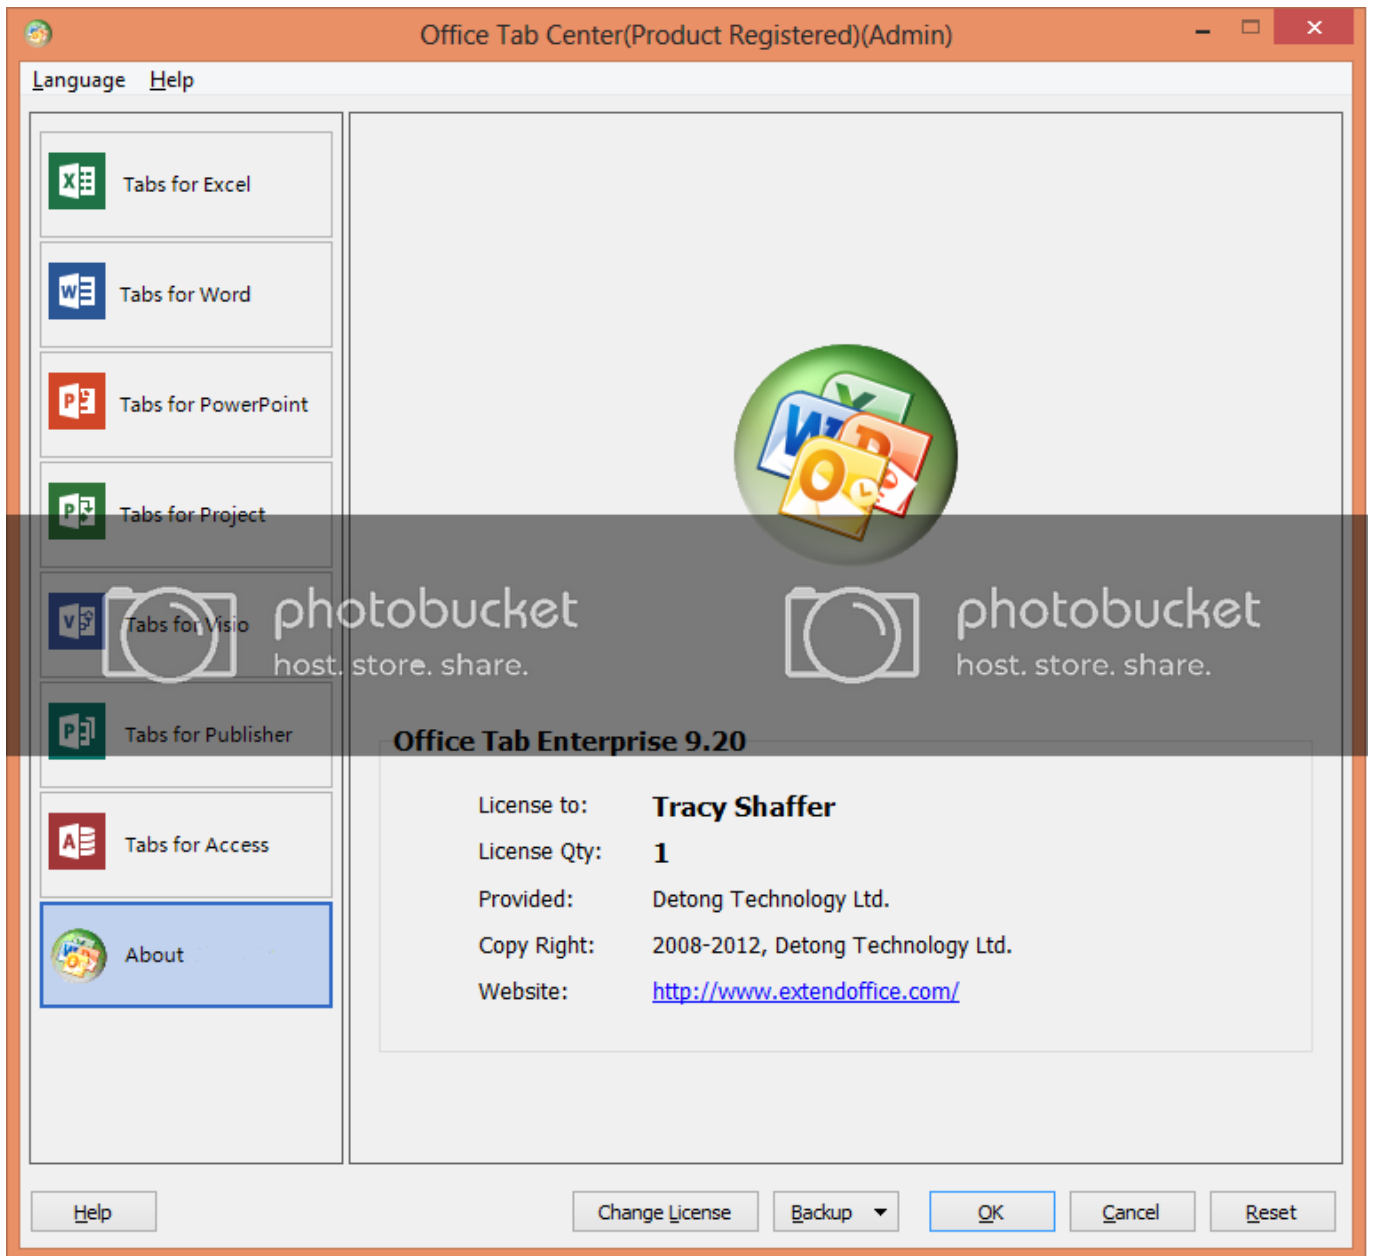 Office Tab Center(Product Registered)(Admin)
Language Help
Tabs for Excel
Tabs for Word
Tabs for PowerPoint
Tabs for Project
Tabs for Visio
photobucket
host. store. share.
photobucket
host. store. share.
Tabs for Publisher
Tabs for Access
About
Office Tab Enterprise 9.20
License to: Tracy Shaffer
License Qty: 1
Provided: Detong Technology Ltd.
Copy Right: 2008-2012, Detong Technology Ltd.
Website: http://www.extendoffice.com/
Help Change License Backup OK Cancel Reset